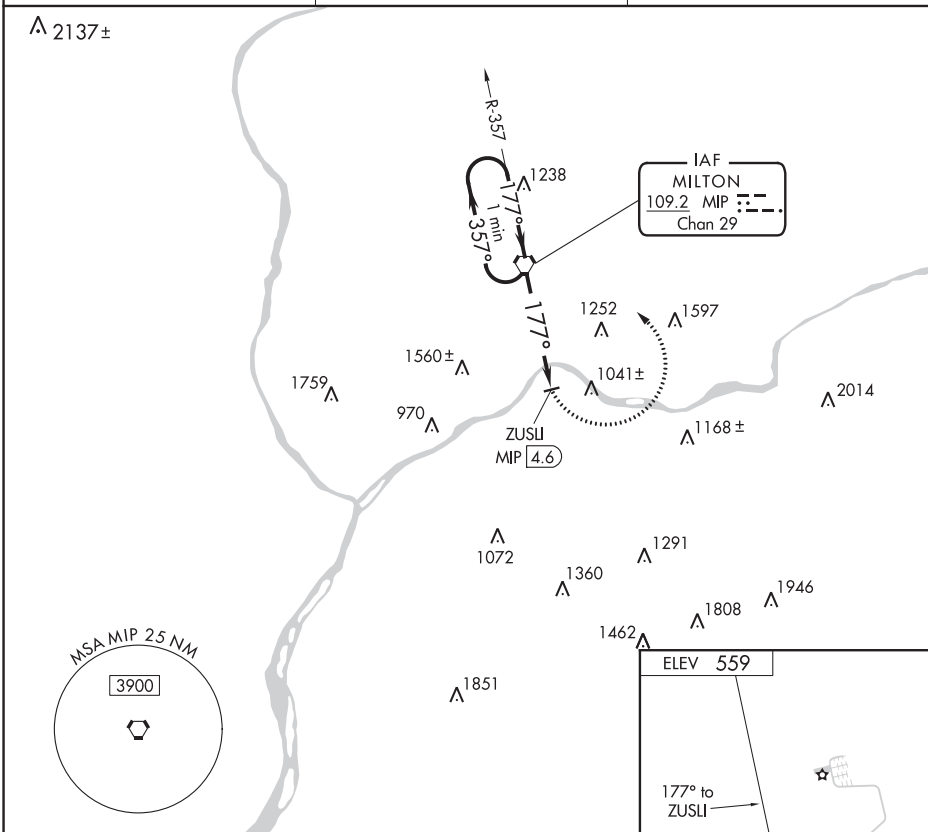 2137±
R-357
1238
177°
1 min
357°
IAF
MILTON
109.2 MIP
Chan 29
177°
1252
1597
1560±
1759
1041±
2014
970
ZUSLI
MIP 4.6
1168±
1072
1291
1360
1946
1808
1462
MSA MIP 25 NM
3900
1851
ELEV 559
177° to
ZUSLI